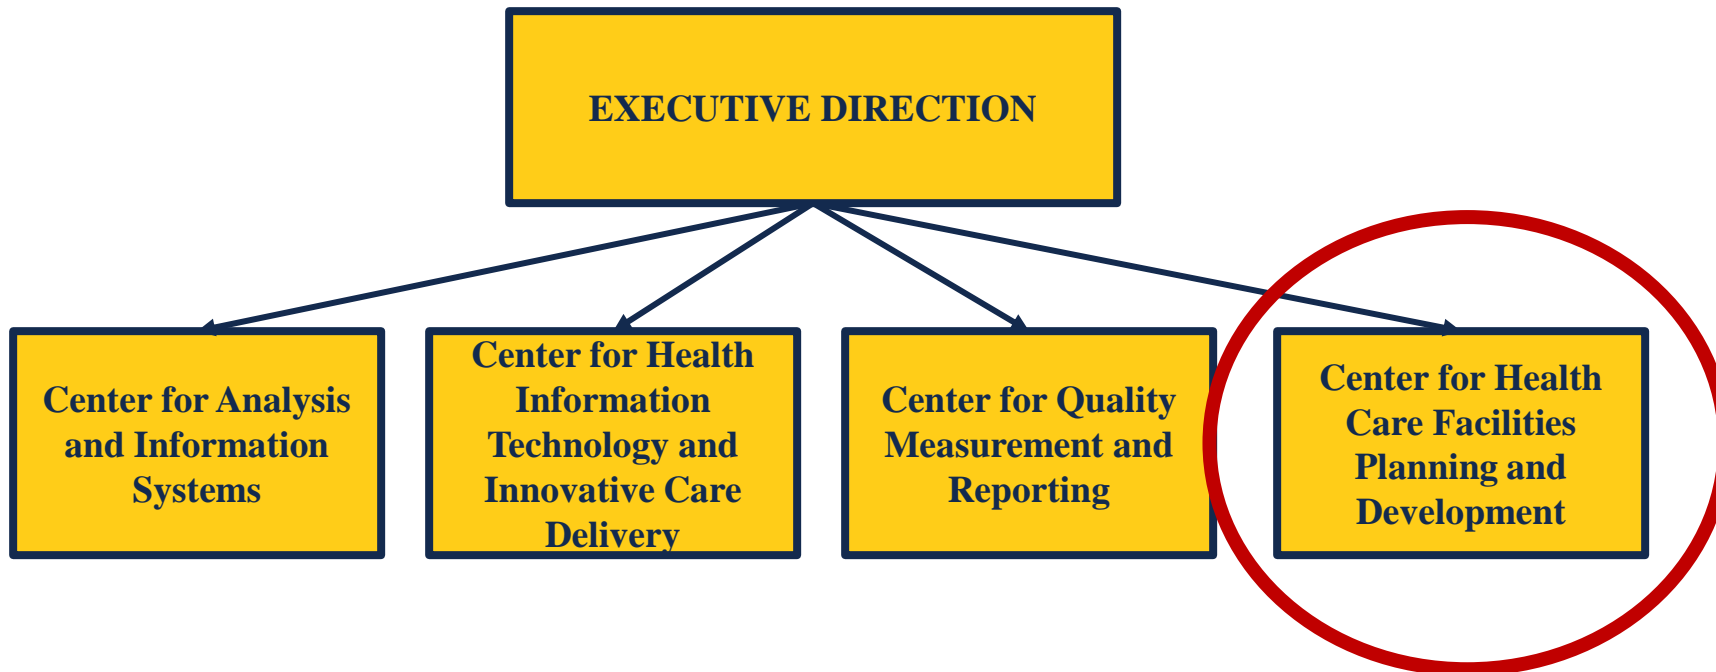 EXECUTIVE DIRECTION
Center for Analysis
and Information
Systems
Center for Health
Information
Technology and
Innovative Care
Delivery
Center for Quality
Measurement and
Reporting
Center for Health
Care Facilities
Planning and
Development